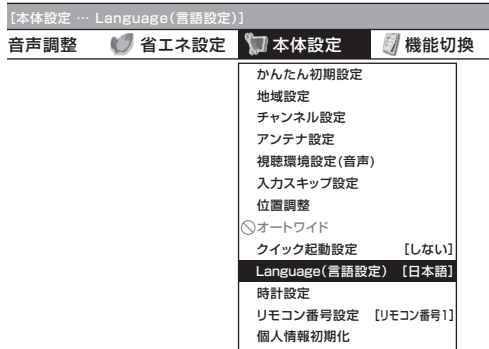 [本体設定 … Language(言語設定)]
音声調整 省エネ設定 本体設定 機能切換
かんたん初期設定
地域設定
チャンネル設定
アンテナ設定
視聴環境設定(音声)
入力スキップ設定
位置調整
オートワイド
クイック起動設定 [しない]
Language(言語設定) [日本語]
時計設定
リモコン番号設定 [リモコン番号1]
個人情報初期化